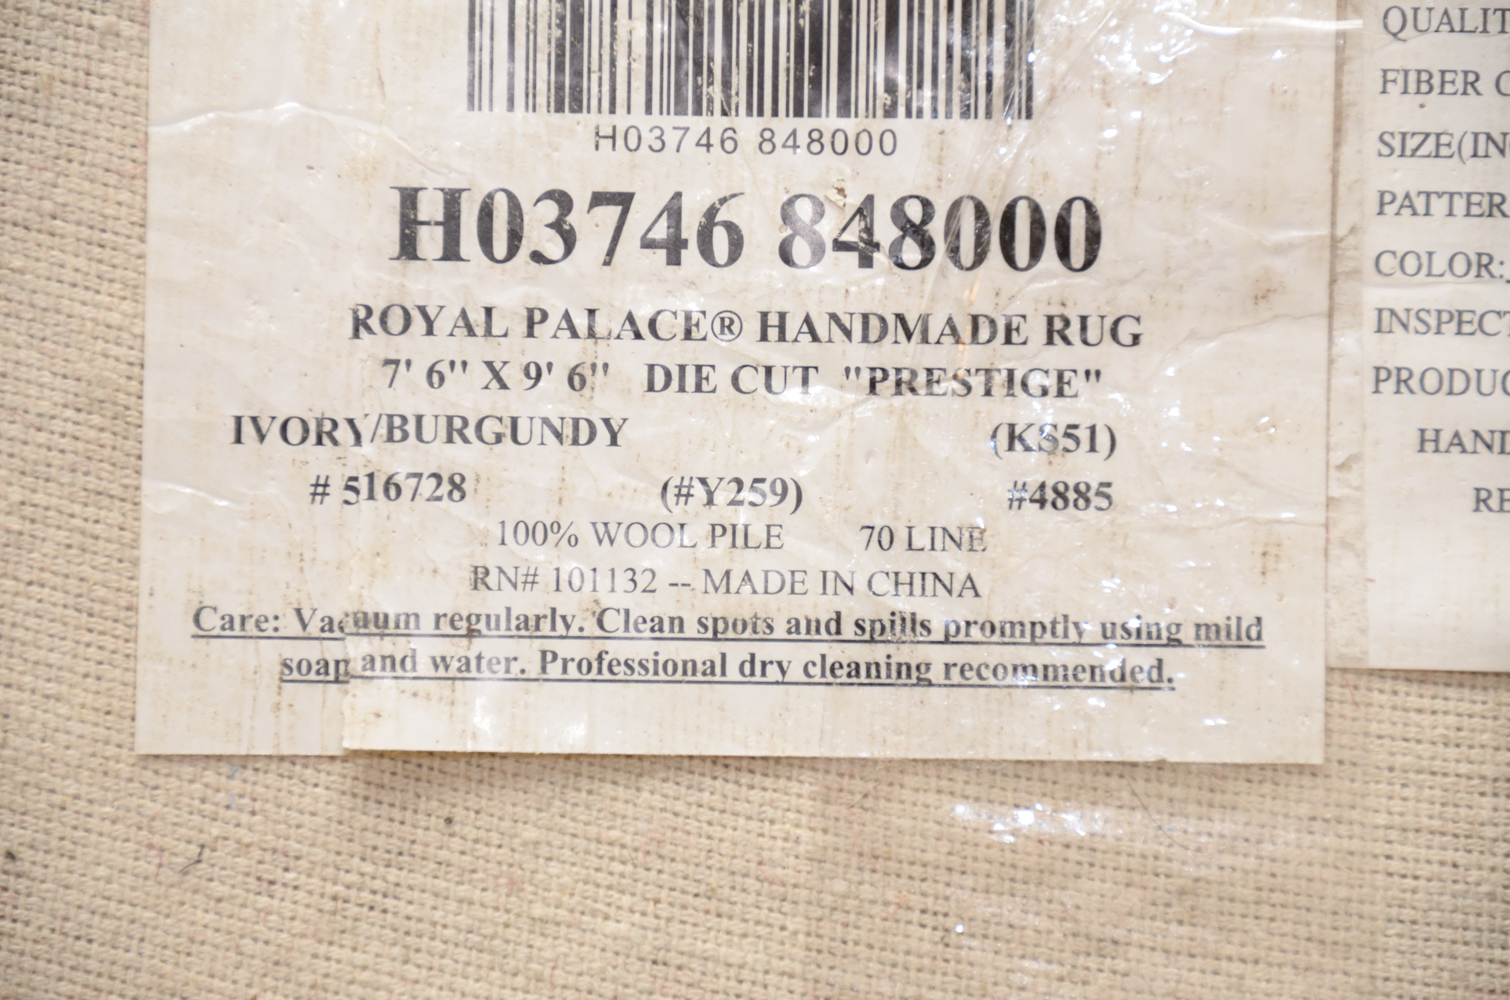 H03746 848000
H03746 848000
ROYAL PALACE® HANDMADE RUG
7' 6" X 9' 6" DIE CUT "PRESTIGE"
IVORY/BURGUNDY (KS51)
# 516728 (#Y259) #4885
100% WOOL PILE 70 LINE
RN# 101132 -- MADE IN CHINA
Care: Vacuum regularly. Clean spots and spills promptly using mild
soap and water. Professional dry cleaning recommended.
QUALIT
FIBER C
SIZE(IN
PATTER
COLOR:
INSPECT
PRODUC
HAND
RE